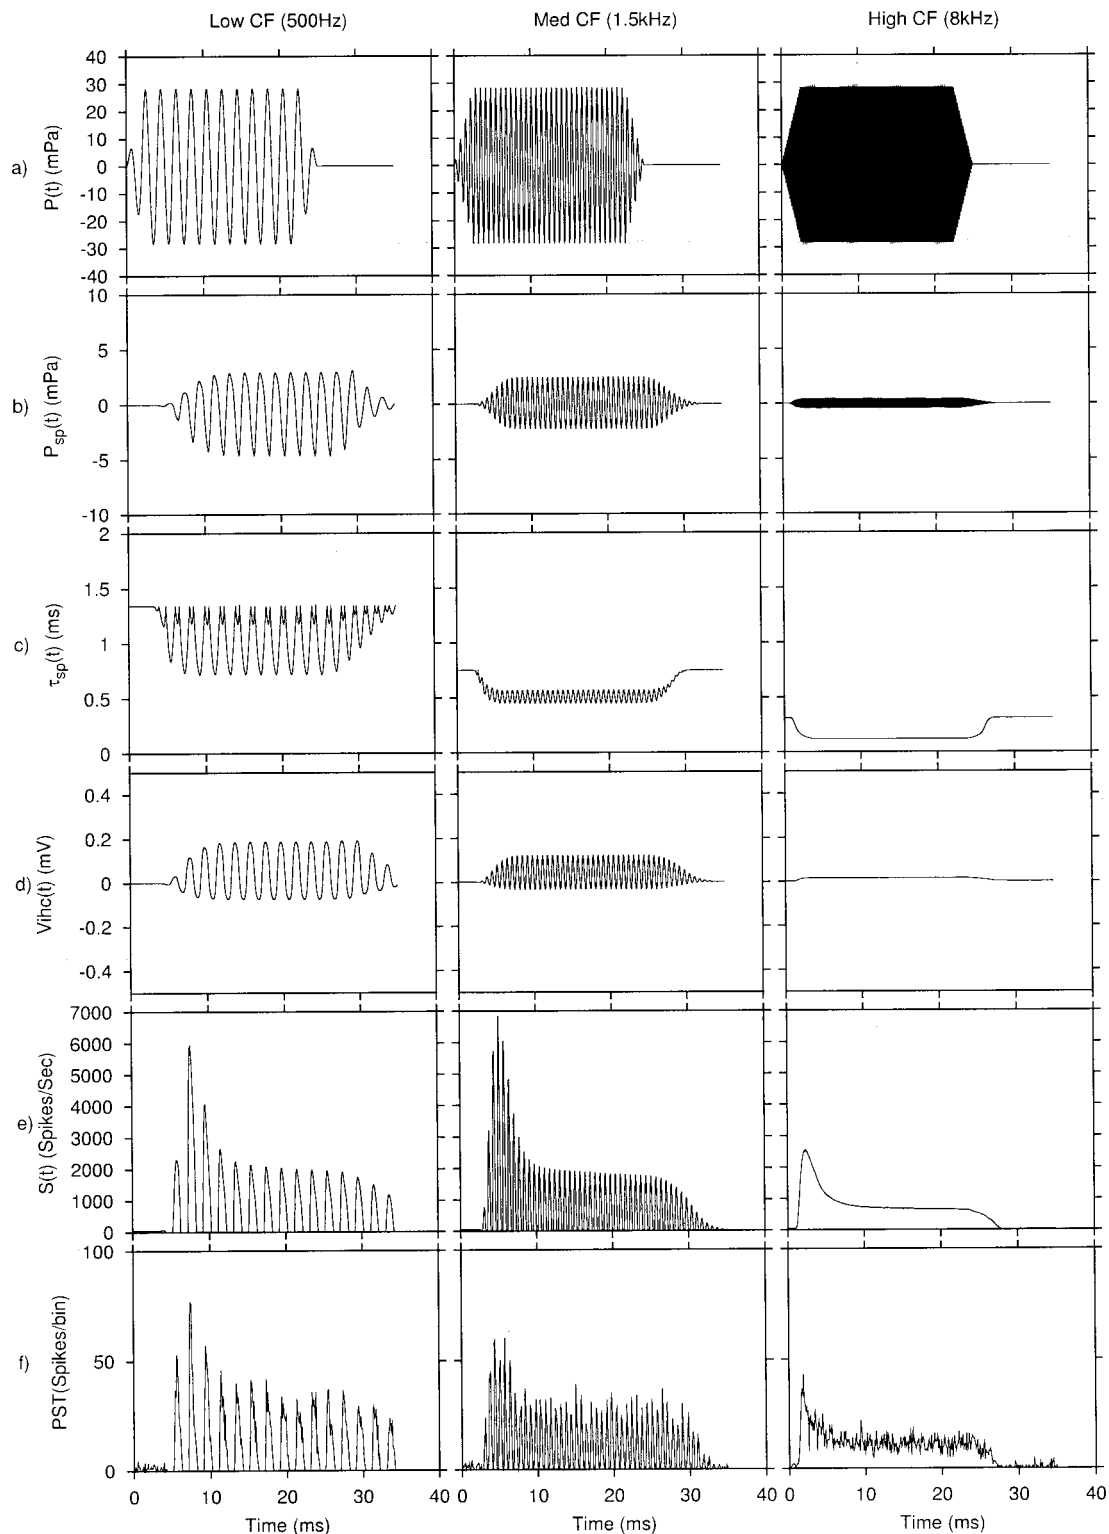 Low CF (500Hz) Med CF (1.5kHz) High CF (8kHz)
a)
P(t) (mPa)
40
30
20
10
0
-10
-20
-30
-40
b)
P_sp(t) (mPa)
10
5
0
-5
-10
c)
τ_sp(t) (ms)
2
1.5
1
0.5
0
d)
Vihc(t) (mV)
0.4
0.2
0
-0.2
-0.4
e)
S(t) (Spikes/Sec)
7000
6000
5000
4000
3000
2000
1000
0
f)
PST(Spikes/bin)
100
50
0
0 10 20 30 40 0 10 20 30 40 0 10 20 30 40
Time (ms) Time (ms) Time (ms)